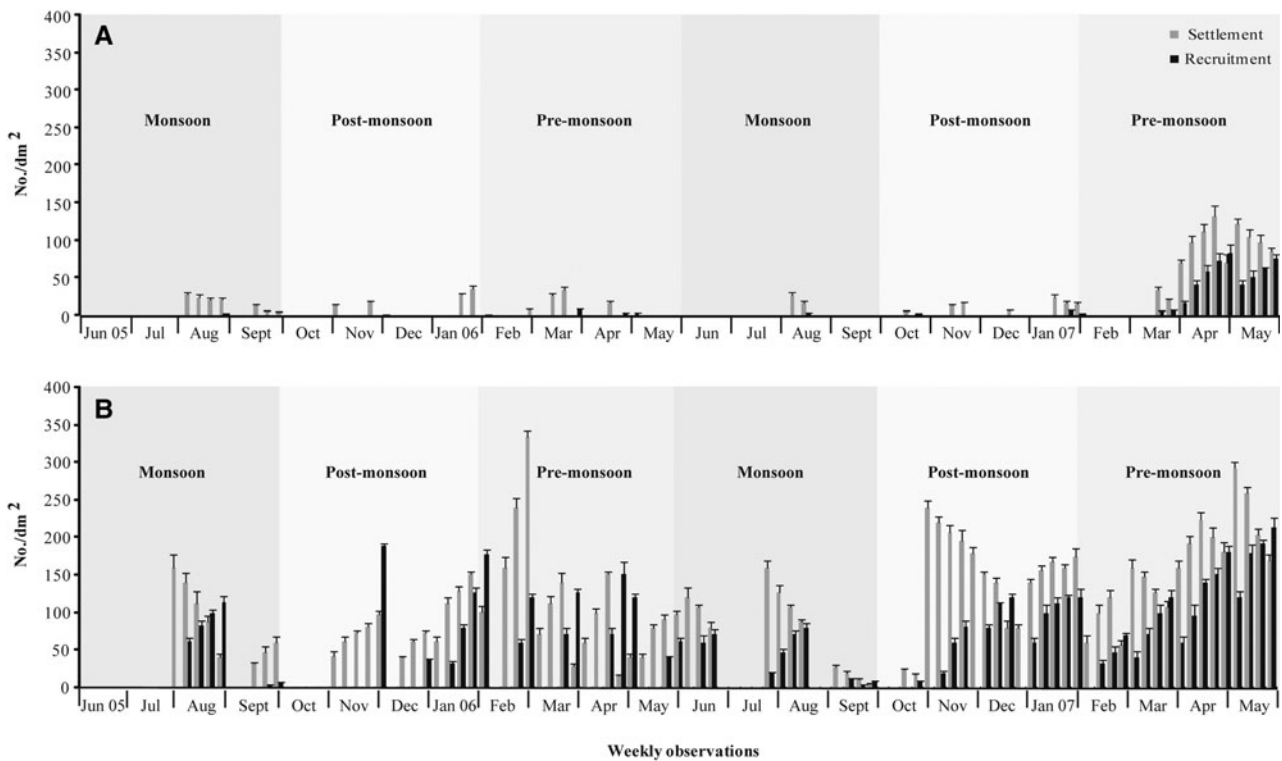 400
A
Settlement
350
Recruitment
300
250
Monsoon Post-monsoon Pre-monsoon Monsoon Post-monsoon Pre-monsoon
No./dm²
200
150
100
50
0
Jun 05 Jul Aug Sept Oct Nov Dec Jan 06 Feb Mar Apr May Jun Jul Aug Sept Oct Nov Dec Jan 07 Feb Mar Apr May
400
B
350
300
Monsoon Post-monsoon Pre-monsoon Monsoon Post-monsoon Pre-monsoon
250
No./dm²
200
150
100
50
0
Jun 05 Jul Aug Sept Oct Nov Dec Jan 06 Feb Mar Apr May Jun Jul Aug Sept Oct Nov Dec Jan 07 Feb Mar Apr May
Weekly observations